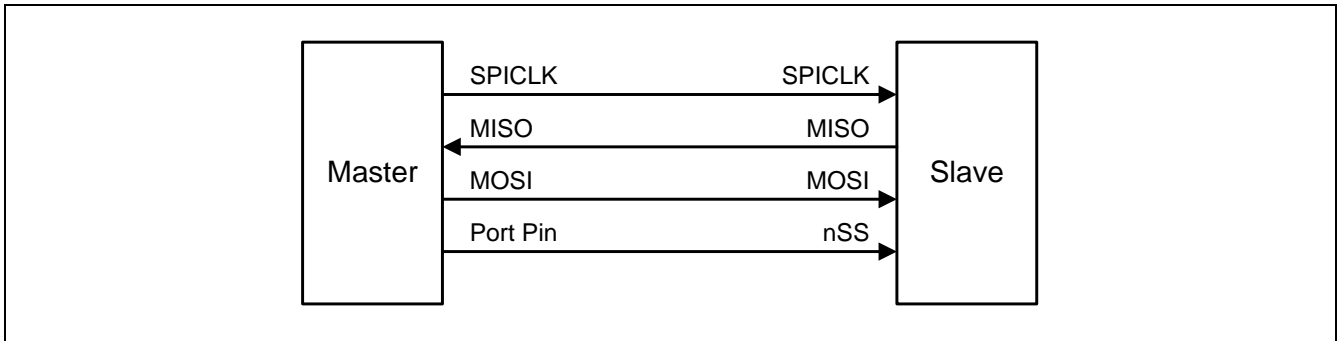 SPICLK SPICLK
MISO MISO
Master MOSI MOSI Slave
Port Pin nSS